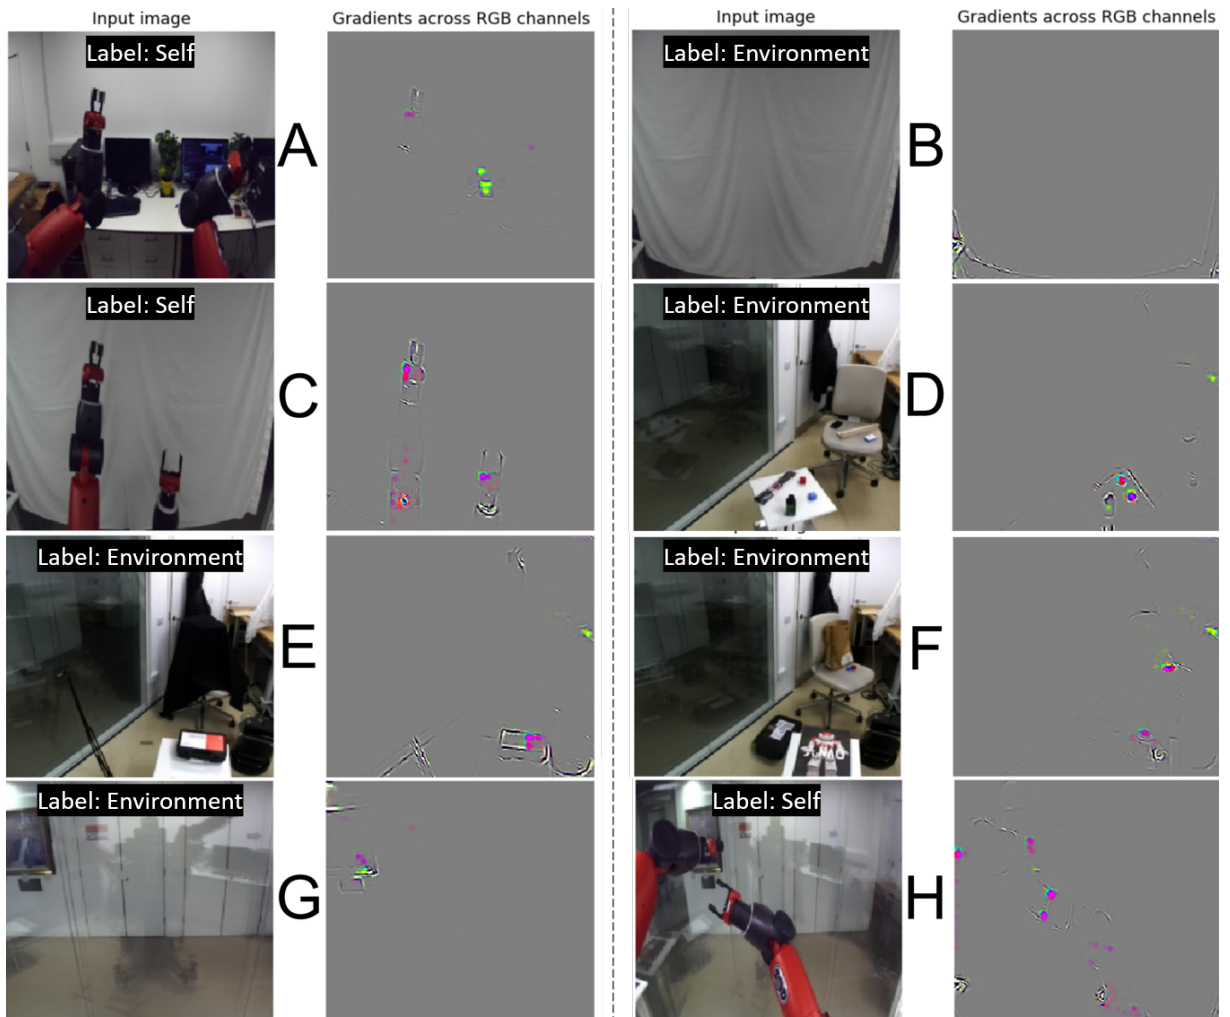 Input image
Gradients across RGB channels
Input image
Gradients across RGB channels
Label: Self
A
Label: Environment
B
Label: Self
C
Label: Environment
D
Label: Environment
E
Label: Environment
F
Label: Environment
G
Label: Self
H